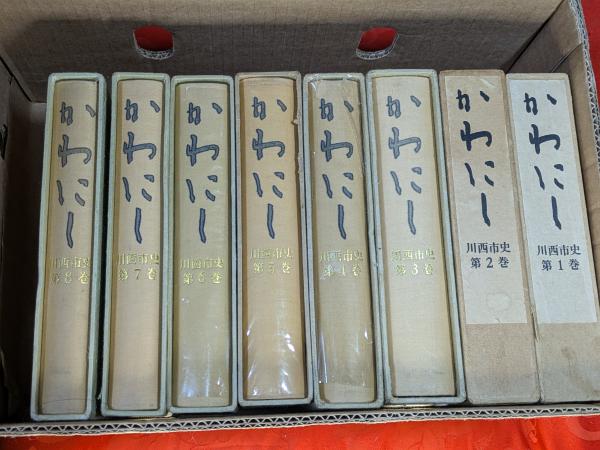 かわにし
川西市史
第8巻
かわにし
川西市史
第7巻
かわにし
川西市史
第6巻
かわにし
川西市史
第5巻
かわにし
川西市史
第4巻
かわにし
川西市史
第3巻
かわにし
川西市史
第2巻
かわにし
川西市史
第1巻